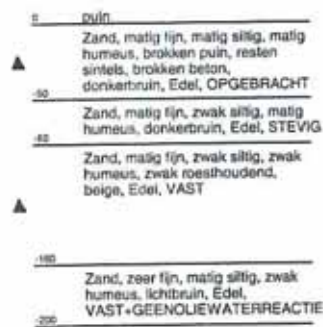 puin
Zand, matig fijn, matig siltig, matig
humeus, brokken puin, resten
sintels, brokken beton,
donkerbruin, Edel, OPGEBRACHT
-50
Zand, matig fijn, zwak siltig, matig
humeus, donkerbruin, Edel, STEVIG
Zand, matig fijn, zwak siltig, zwak
humeus, zwak roesthoudend,
beige, Edel, VAST
-160
Zand, zeer fijn, matig siltig, zwak
humeus, lichtbruin, Edel,
VAST+GEENOLIEWATERREACTIE
-200